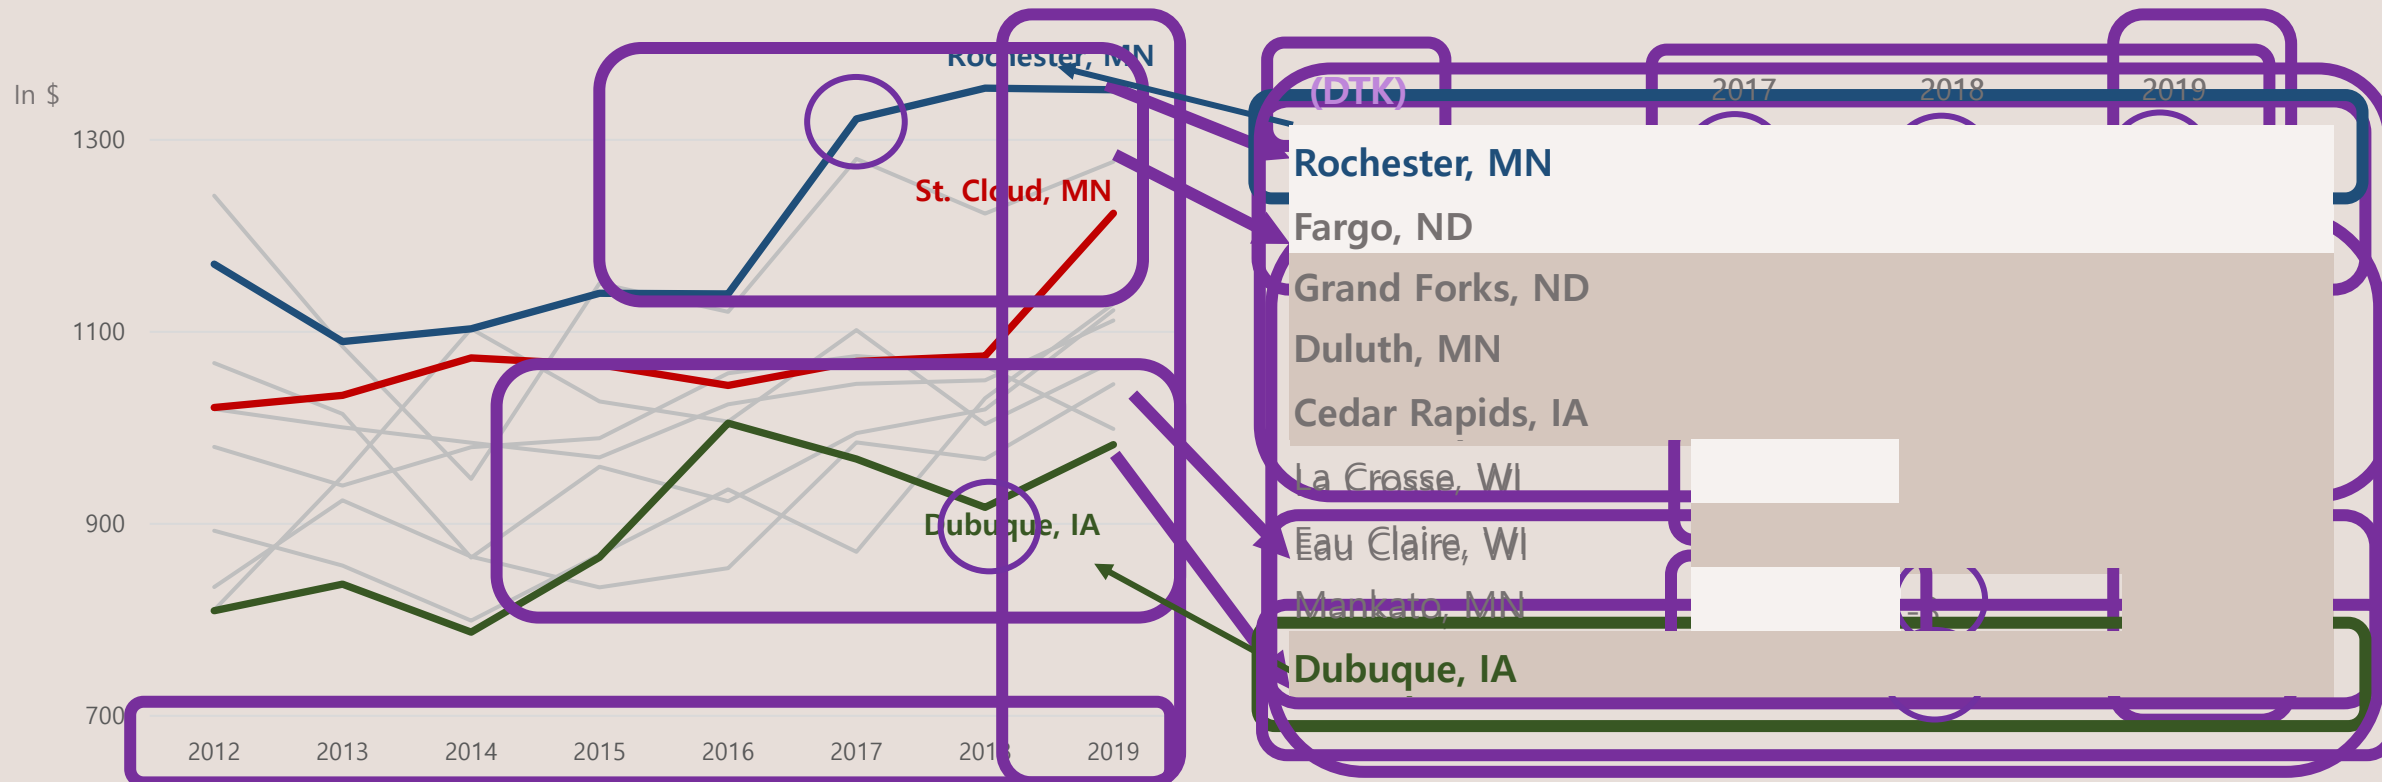 In $
1300
1100
900
700
2012 2013 2014 2015 2016 2017 2018 2019
Rochester, MN
St. Cloud, MN
Dubuque, IA
(DTK) 2017 2018 2019
Rochester, MN
Fargo, ND
Grand Forks, ND
Duluth, MN
Cedar Rapids, IA
La Crosse, WI
Eau Claire, WI
Mankato, MN
Dubuque, IA